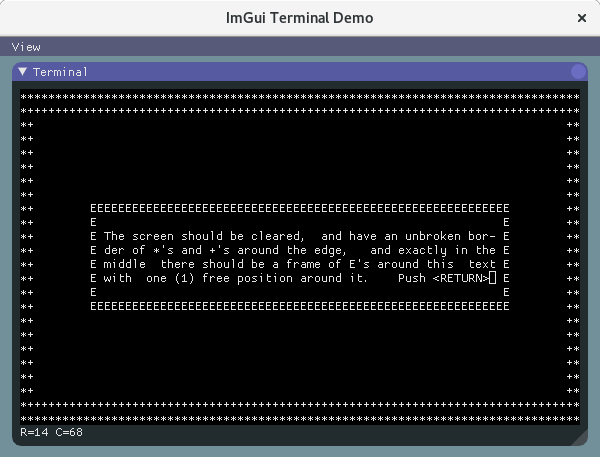 ImGui Terminal Demo ×
View
▼ Terminal
********************************************************************************
*++++++++++++++++++++++++++++++++++++++++++++++++++++++++++++++++++++++++++++++*
*+                                                                            +*
*+                                                                            +*
*+                                                                            +*
*+                                                                            +*
*+                                                                            +*
*+                                                                            +*
*+        EEEEEEEEEEEEEEEEEEEEEEEEEEEEEEEEEEEEEEEEEEEEEEEEEEEEEEEEEEEE        +*
*+        E                                                          E        +*
*+        E The screen should be cleared,  and have an unbroken bor- E        +*
*+        E der of *'s and +'s around the edge,   and exactly in the E        +*
*+        E middle  there should be a frame of E's around this  text E        +*
*+        E with  one (1) free position around it.    Push <RETURN>  E        +*
*+        E                                                          E        +*
*+        EEEEEEEEEEEEEEEEEEEEEEEEEEEEEEEEEEEEEEEEEEEEEEEEEEEEEEEEEEEE        +*
*+                                                                            +*
*+                                                                            +*
*+                                                                            +*
*+                                                                            +*
*+                                                                            +*
*+                                                                            +*
*++++++++++++++++++++++++++++++++++++++++++++++++++++++++++++++++++++++++++++++*
********************************************************************************
R=14 C=68